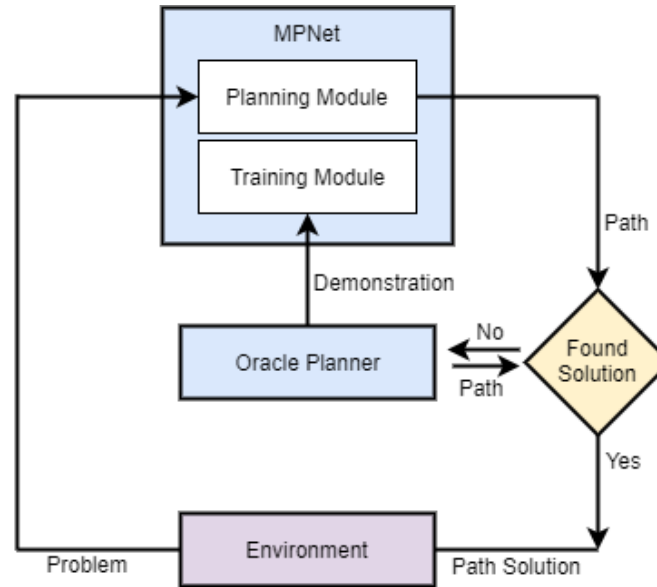 MPNet
Planning Module
Training Module
Path
Demonstration
No
Oracle Planner
Path
Found
Solution
Yes
Environment
Problem
Path Solution